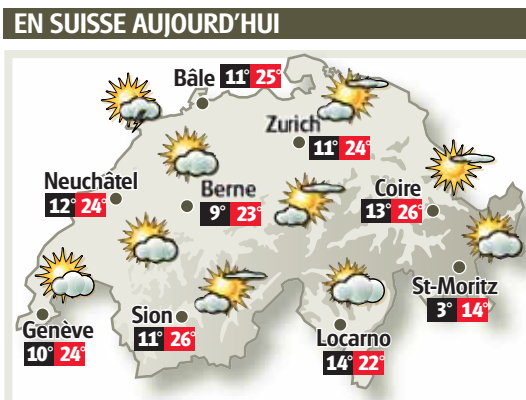 EN SUISSE AUJOURD'HUI
Bâle 11° 25°
Zurich
11° 24°
Neuchâtel
12° 24°
Berne
9° 23°
Coire
13° 26°
St-Moritz
3° 14°
Sion
11° 26°
Genève
10° 24°
Locarno
14° 22°